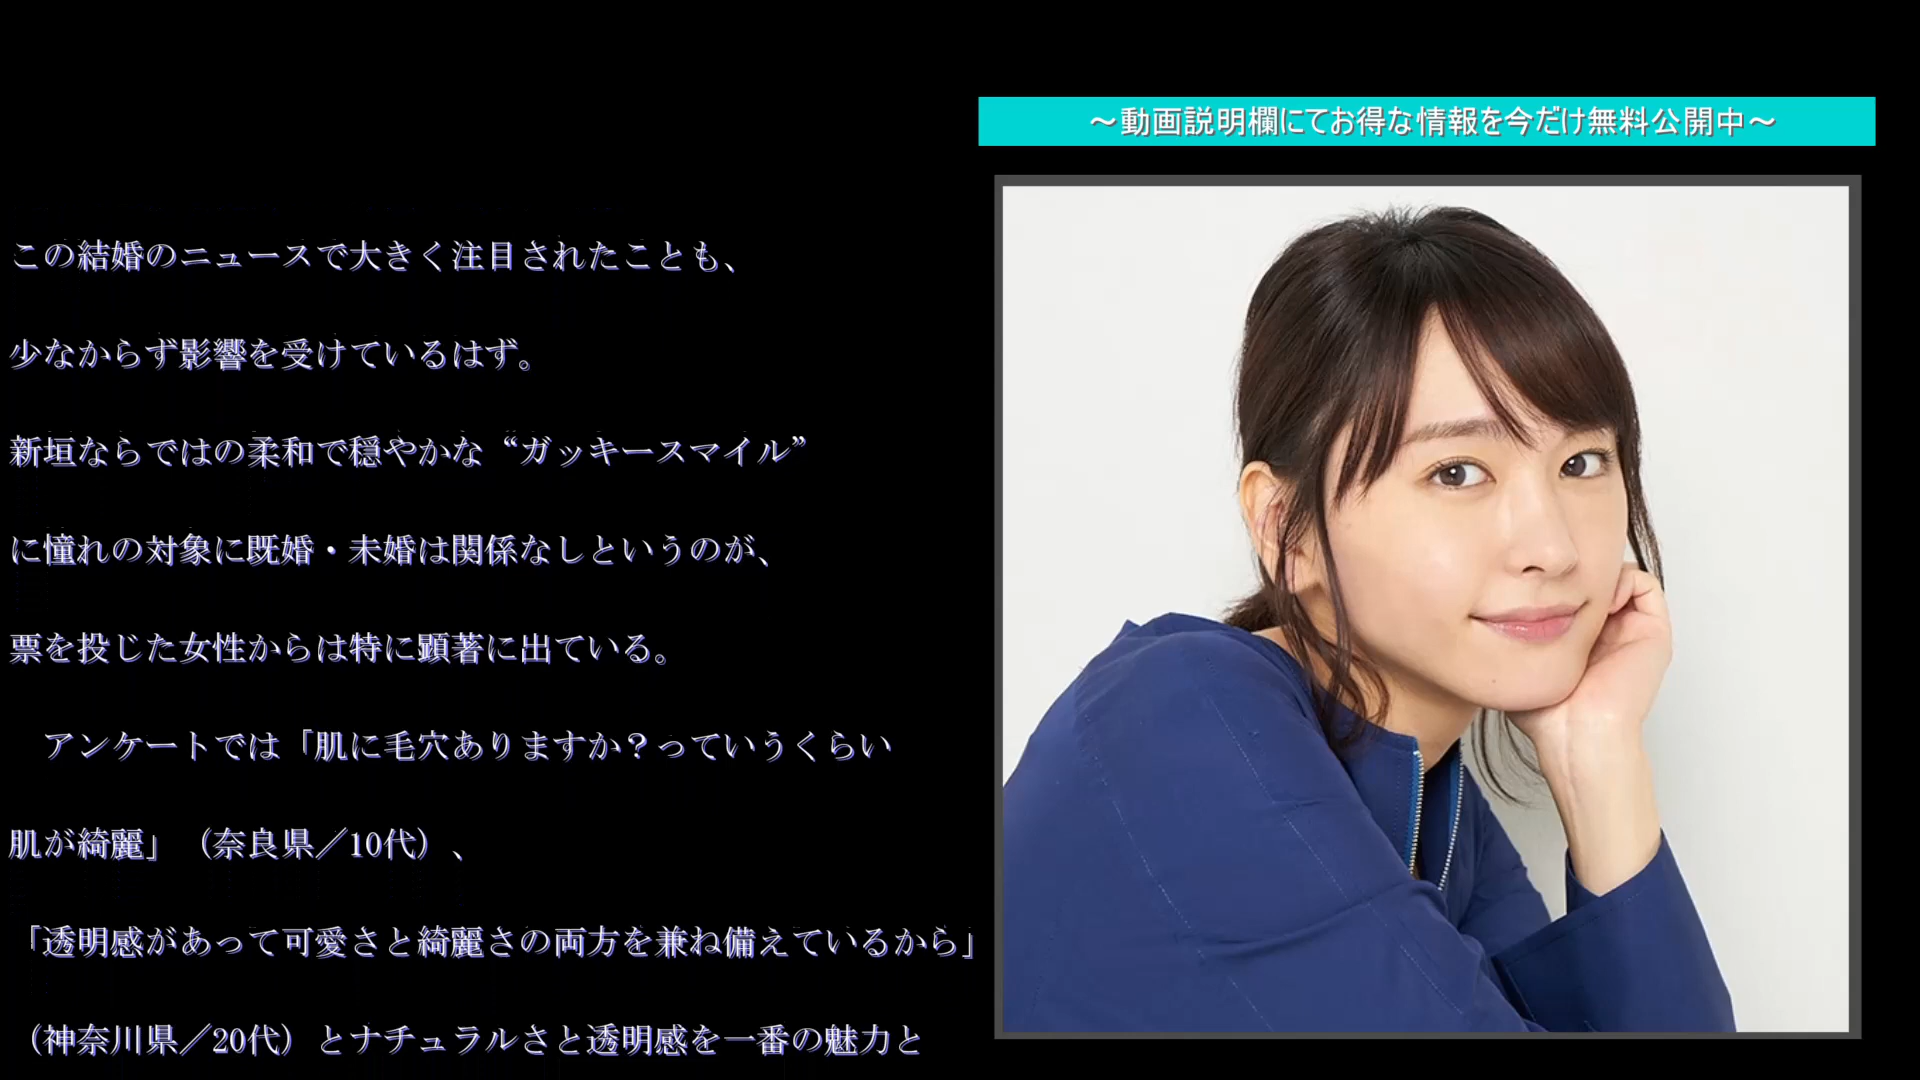 ～動画説明欄にてお得な情報を今だけ無料公開中～
この結婚のニュースで大きく注目されたことも、
少なからず影響を受けているはず。
新垣ならではの柔和で穏やかな“ガッキースマイル”
に憧れの対象に既婚・未婚は関係なしというのが、
票を投じた女性からは特に顕著に出ている。
　アンケートでは「肌に毛穴ありますか？っていうくらい
肌が綺麗」（奈良県／10代）、
「透明感があって可愛さと綺麗さの両方を兼ね備えているから」
（神奈川県／20代）とナチュラルさと透明感を一番の魅力と